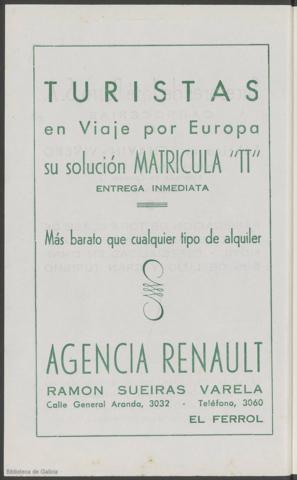 TURISTAS
en Viaje por Europa
su solución MATRICULA "TT"
ENTREGA INMEDIATA
Más barato que cualquier tipo de alquiler
AGENCIA RENAULT
RAMON SUEIRAS VARELA
Calle General Aranda, 3032 - Teléfono, 3060
EL FERROL
Biblioteca de Galicia